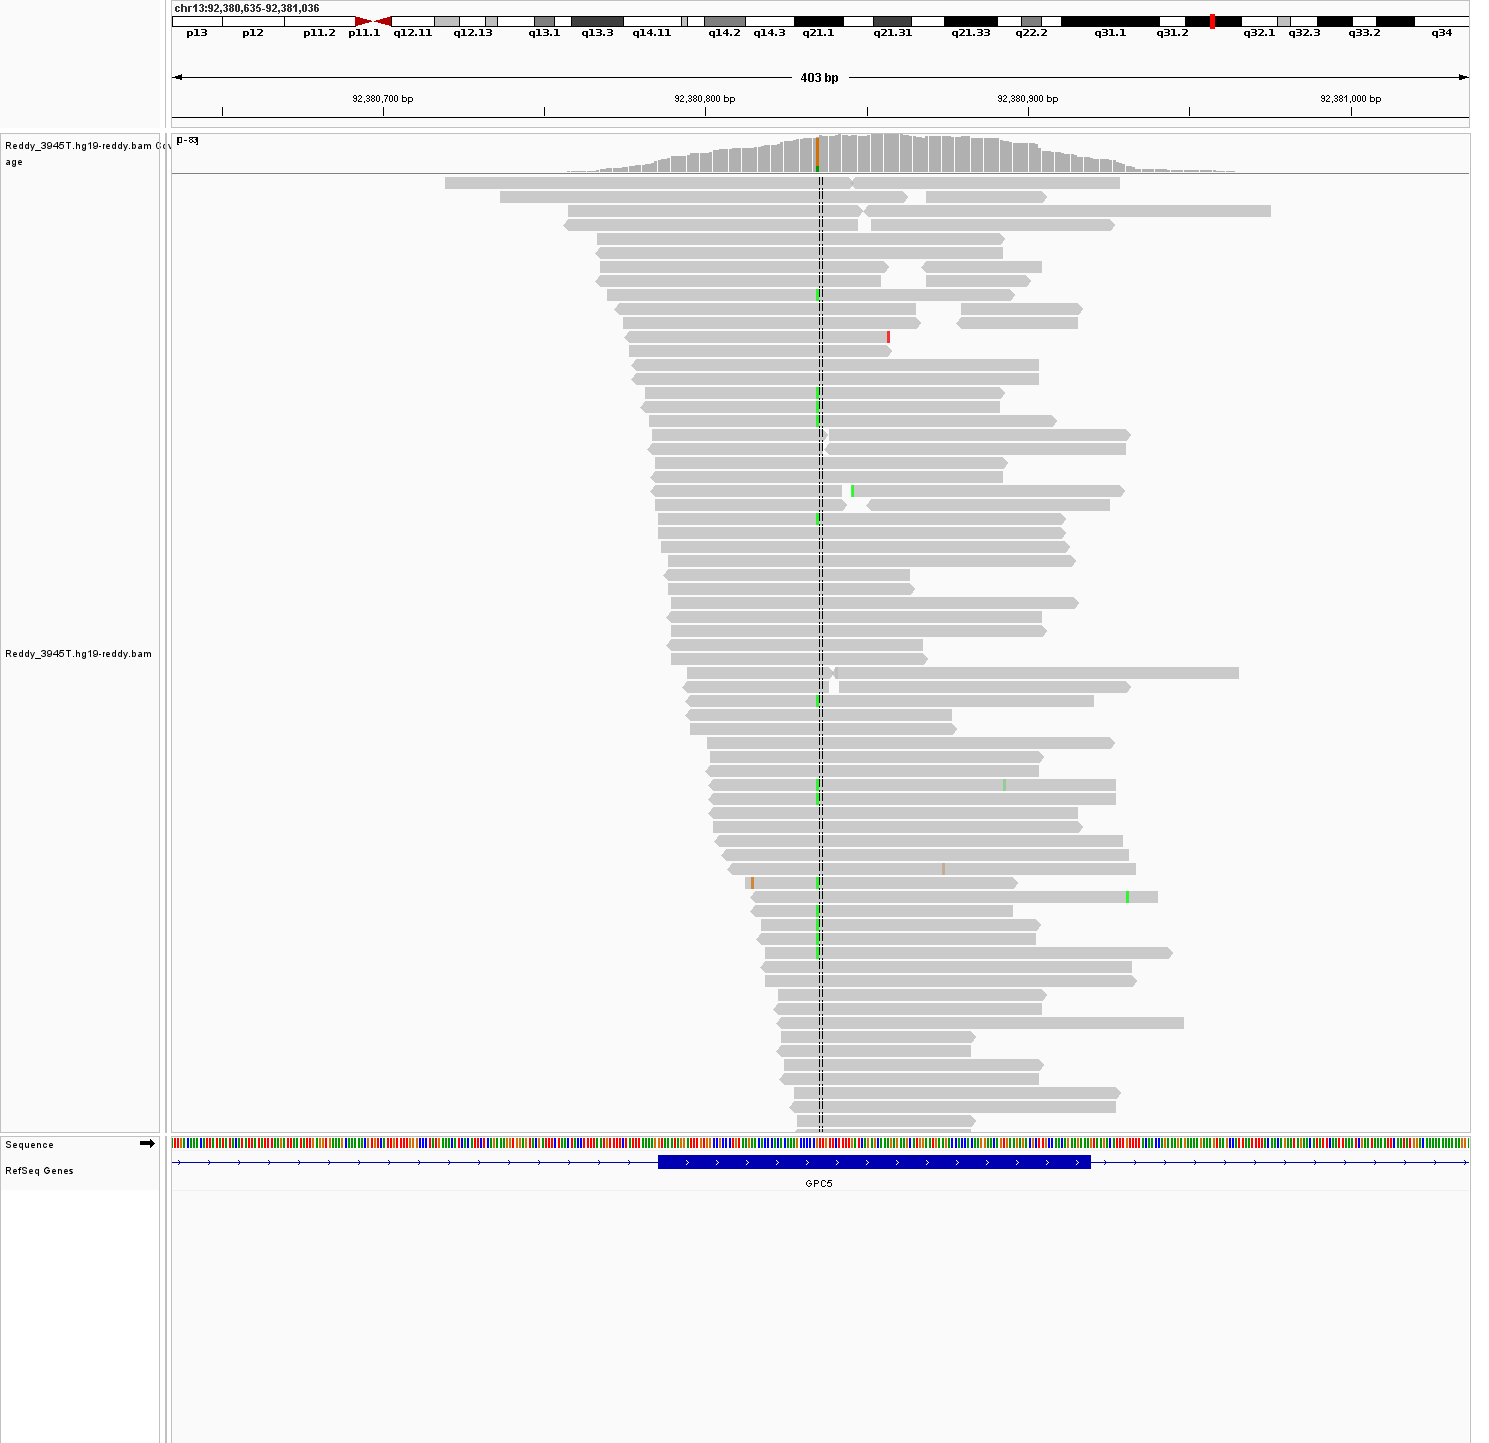 chr13:92,380,635-92,381,036
p13 p12 p11.2 p11.1 q12.11 q12.13 q13.1 q13.3 q14.11 q14.2 q14.3 q21.1 q21.31 q21.33 q22.2 q31.1 q31.2 q32.1 q32.3 q33.2 q34
403 bp
92,380,700 bp 92,380,800 bp 92,380,900 bp 92,381,000 bp
Reddy_3945T.hg19-reddy.bam Cov
age
[0 - 83]
Reddy_3945T.hg19-reddy.bam
Sequence
RefSeq Genes
GPC5